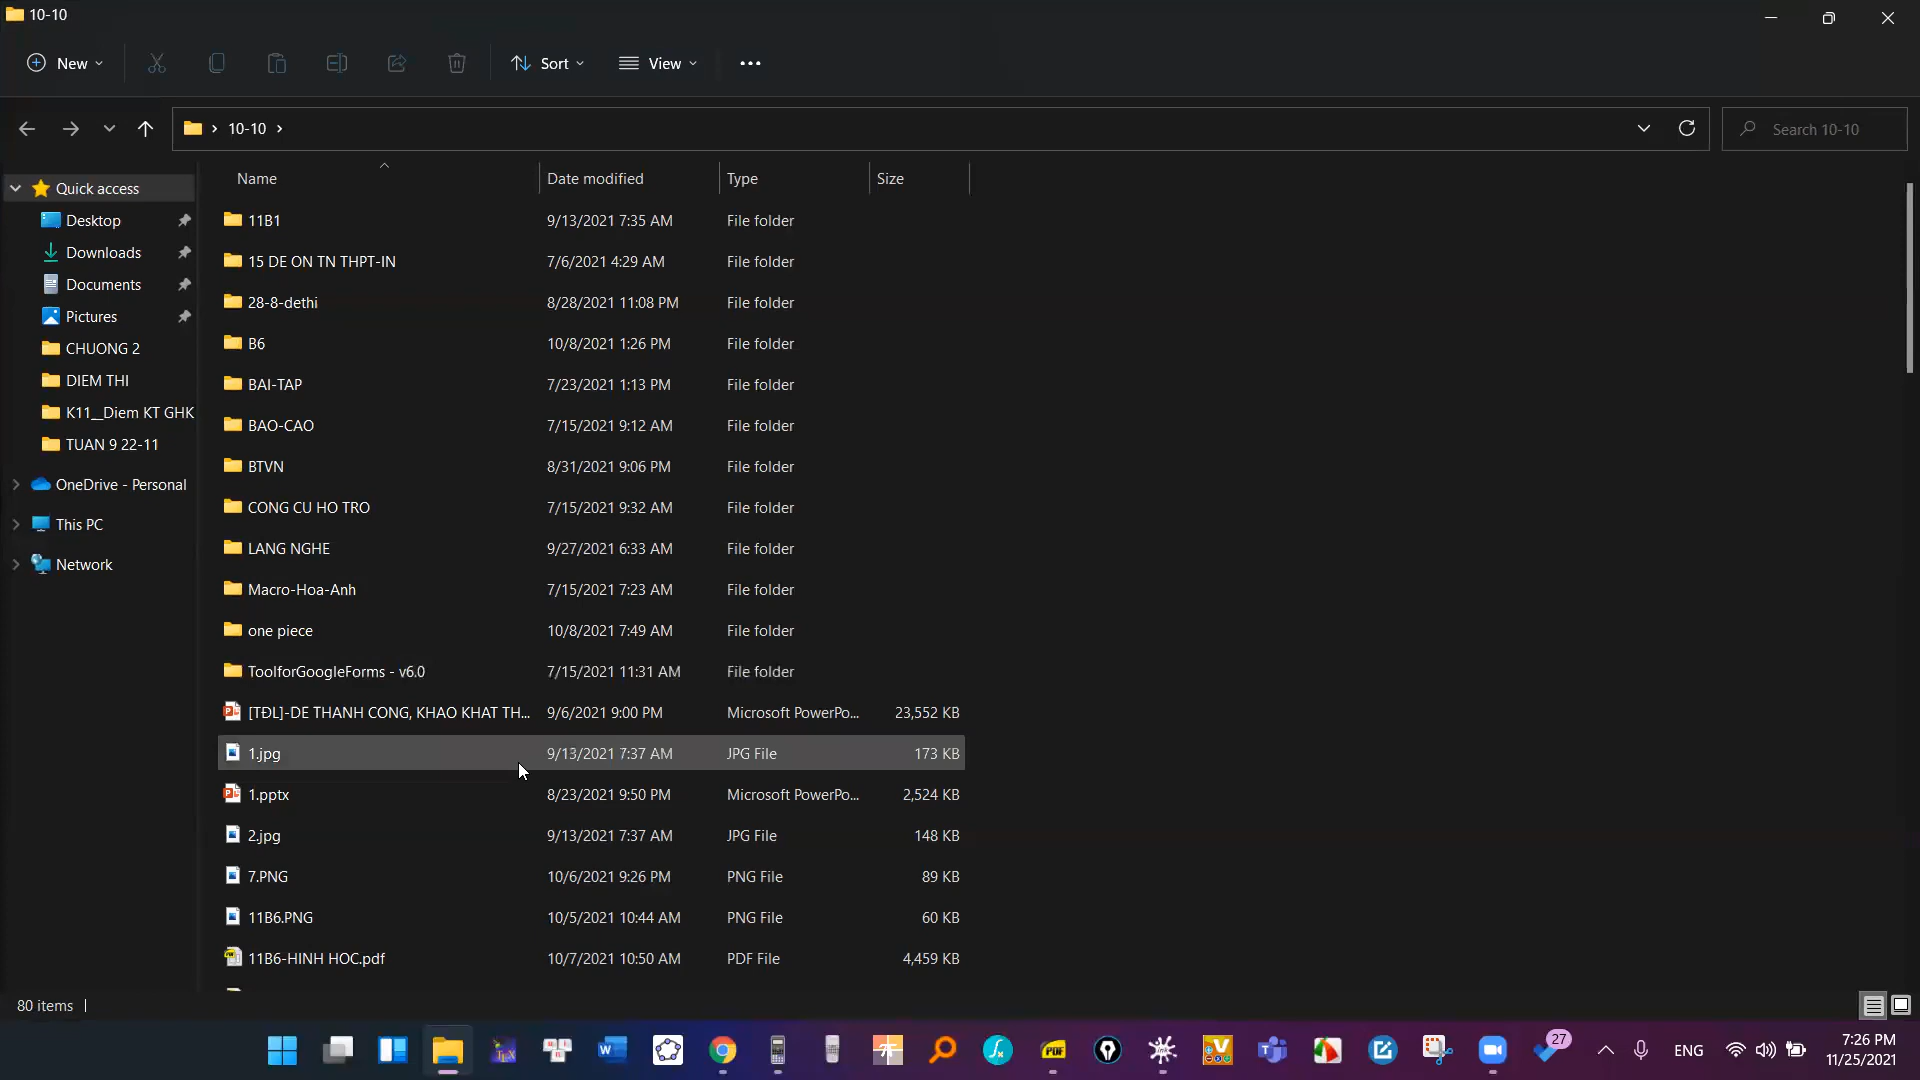 10-10
New
Sort
View
10-10
Search 10-10
Name Date modified Type Size
Quick access
Desktop
Downloads
Documents
Pictures
CHUONG 2
DIEM THI
K11__Diem KT GHK
TUAN 9 22-11
OneDrive - Personal
This PC
Network
11B1 9/13/2021 7:35 AM File folder
15 DE ON TN THPT-IN 7/6/2021 4:29 AM File folder
28-8-dethi 8/28/2021 11:08 PM File folder
B6 10/8/2021 1:26 PM File folder
BAI-TAP 7/23/2021 1:13 PM File folder
BAO-CAO 7/15/2021 9:12 AM File folder
BTVN 8/31/2021 9:06 PM File folder
CONG CU HO TRO 7/15/2021 9:32 AM File folder
LANG NGHE 9/27/2021 6:33 AM File folder
Macro-Hoa-Anh 7/15/2021 7:23 AM File folder
one piece 10/8/2021 7:49 AM File folder
ToolforGoogleForms - v6.0 7/15/2021 11:31 AM File folder
[TĐL]-DE THANH CONG, KHAO KHAT TH... 9/6/2021 9:00 PM Microsoft PowerPo... 23,552 KB
1.jpg 9/13/2021 7:37 AM JPG File 173 KB
1.pptx 8/23/2021 9:50 PM Microsoft PowerPo... 2,524 KB
2.jpg 9/13/2021 7:37 AM JPG File 148 KB
7.PNG 10/6/2021 9:26 PM PNG File 89 KB
11B6.PNG 10/5/2021 10:44 AM PNG File 60 KB
11B6-HINH HOC.pdf 10/7/2021 10:50 AM PDF File 4,459 KB
80 items
27
ENG
7:26 PM
11/25/2021